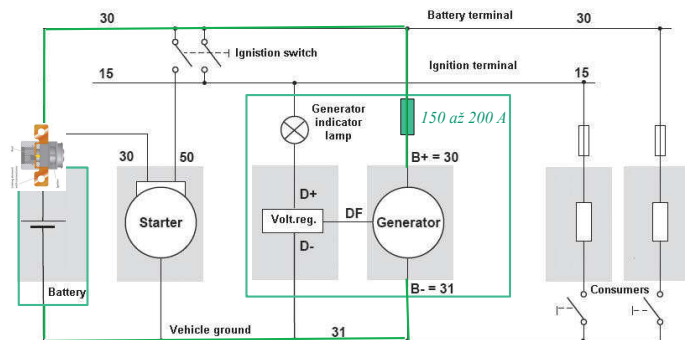 30
Battery terminal
30
Ignistion switch
Ignition terminal
15
15
Generator
indicator
lamp
150 až 200 A
30
50
B+ = 30
D+
Starter
Volt.reg.
DF
Generator
D-
Battery
B- = 31
Consumers
Vehicle ground
31